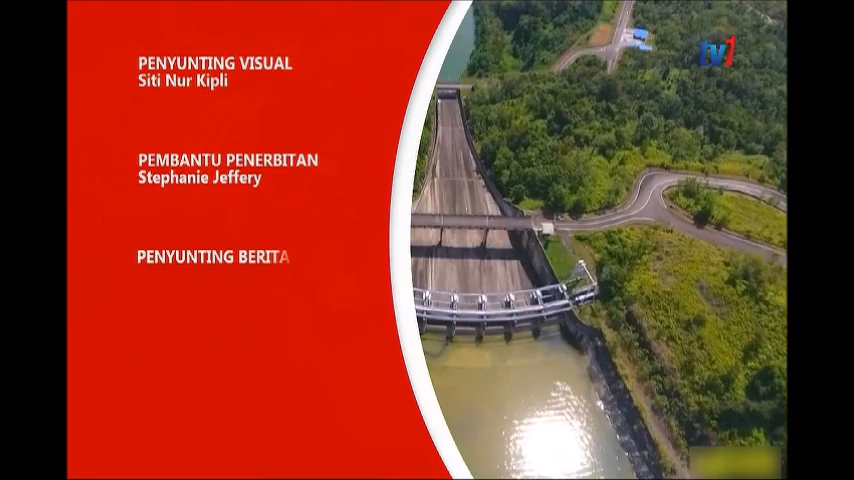 PENYUNTING VISUAL
Siti Nur Kipli
PEMBANTU PENERBITAN
Stephanie Jeffery
PENYUNTING BERITA
tv1